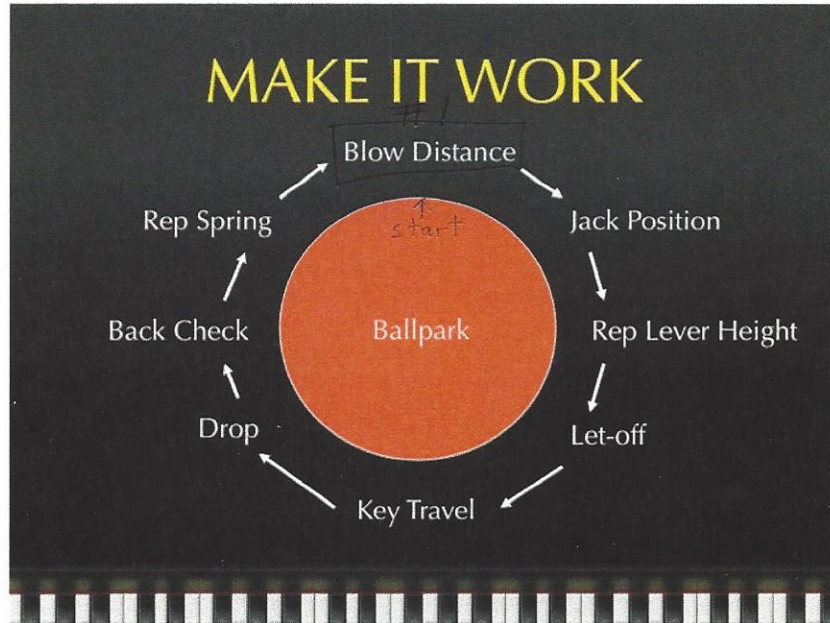 MAKE IT WORK
#1
Blow Distance
start
Jack Position
Rep Lever Height
Let-off
Key Travel
Drop
Back Check
Rep Spring
Ballpark